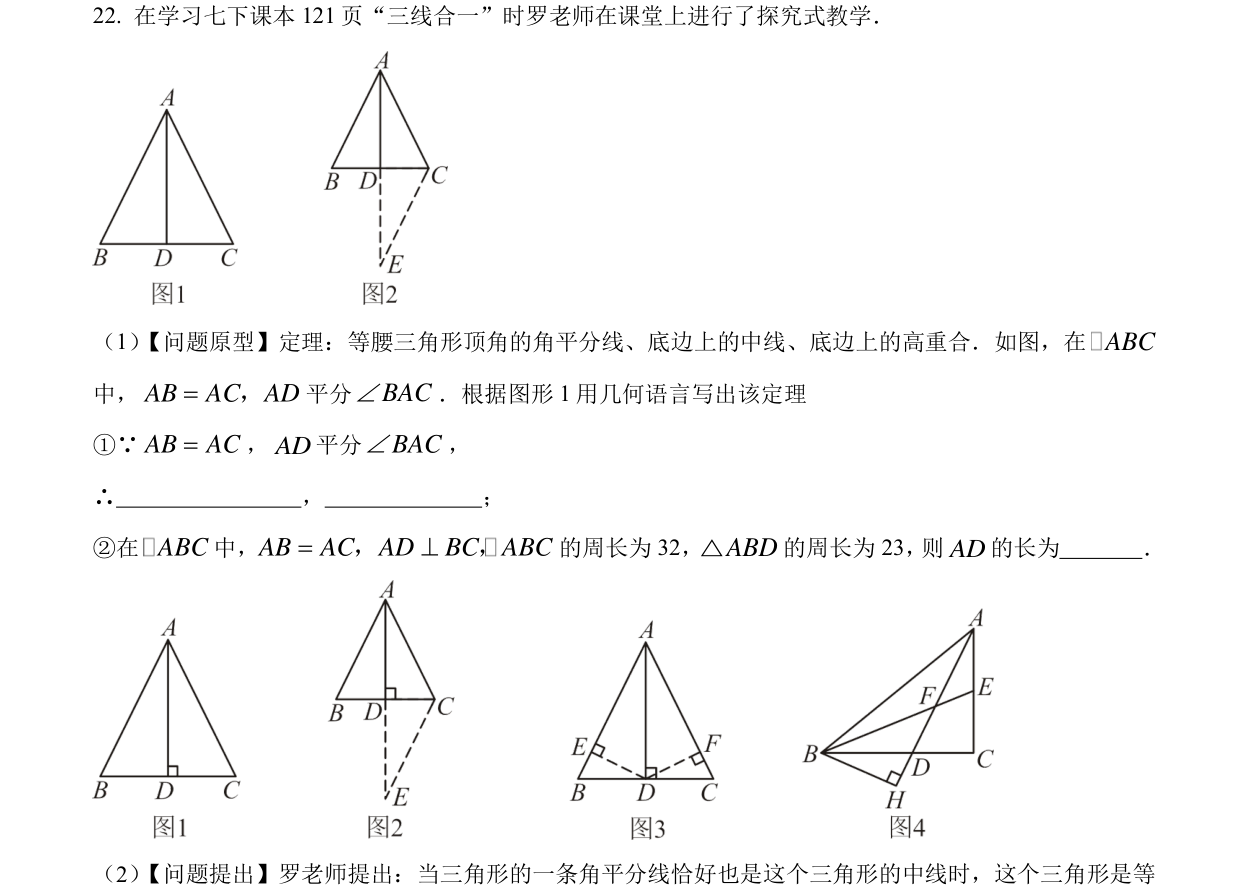 22. 在学习七下课本 121 页“三线合一”时罗老师在课堂上进行了探究式教学.
A
B D C
图1
A
B D C
E
图2
(1)【问题原型】定理：等腰三角形顶角的角平分线、底边上的中线、底边上的高重合．如图，在□ABC
中，AB = AC，AD 平分∠BAC．根据图形 1 用几何语言写出该定理
①∵ AB = AC，AD 平分∠BAC，
∴________________，______________；
②在□ABC 中，AB = AC，AD ⊥ BC，□ABC 的周长为 32，△ABD 的周长为 23，则 AD 的长为_______．
A
B D C
图1
A
B D C
E
图2
A
E F
B D C
图3
A
F E
B D C
H
图4
(2)【问题提出】罗老师提出：当三角形的一条角平分线恰好也是这个三角形的中线时，这个三角形是等